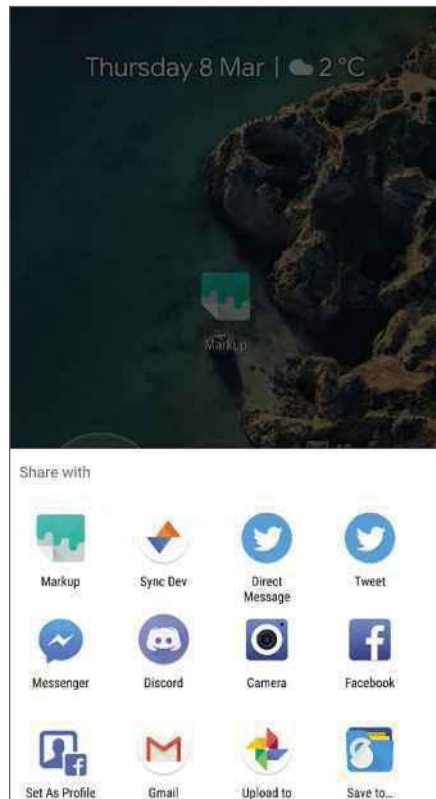 Thursday 8 Mar | 2 °C
Markup
Share with
Markup
Sync Dev
Direct
Message
Tweet
Messenger
Discord
Camera
Facebook
Set As Profile
Gmail
Upload to
Save to...